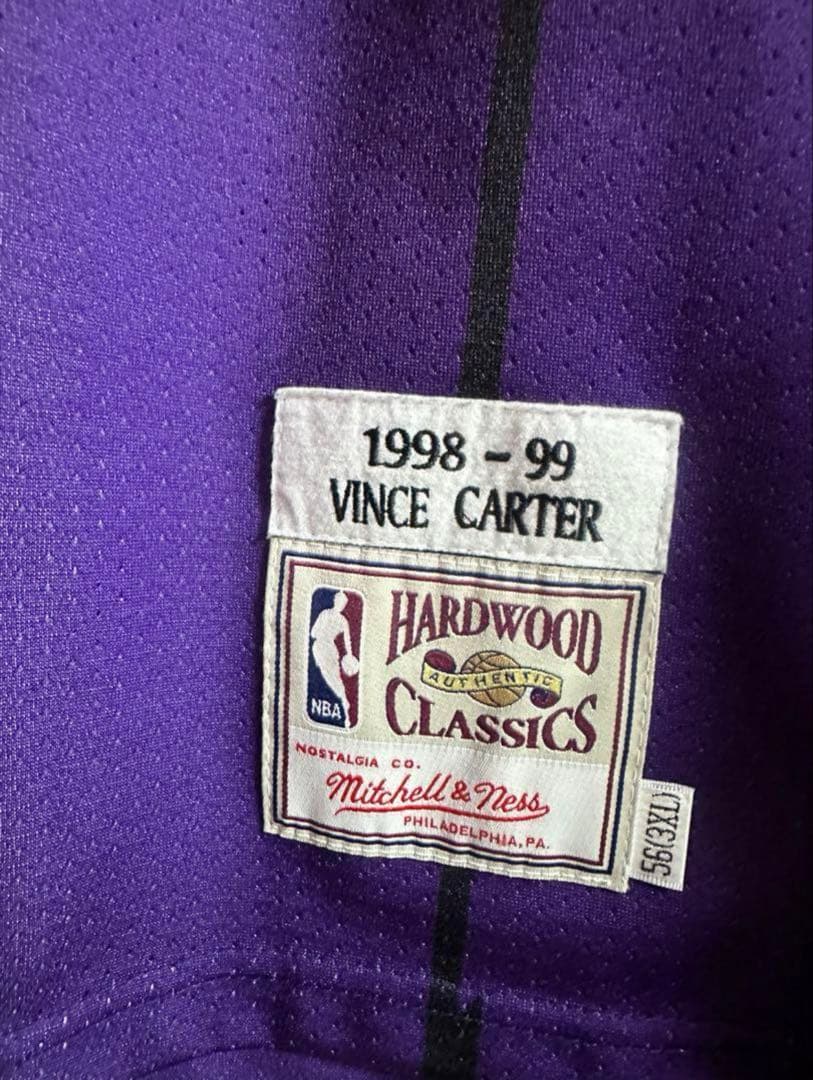 1998 - 99
VINCE CARTER
HARDWOOD
AUTHENTIC
CLASSICS
NBA
NOSTALGIA CO.
Mitchell & Ness
PHILADELPHIA, PA.
56(3XL)